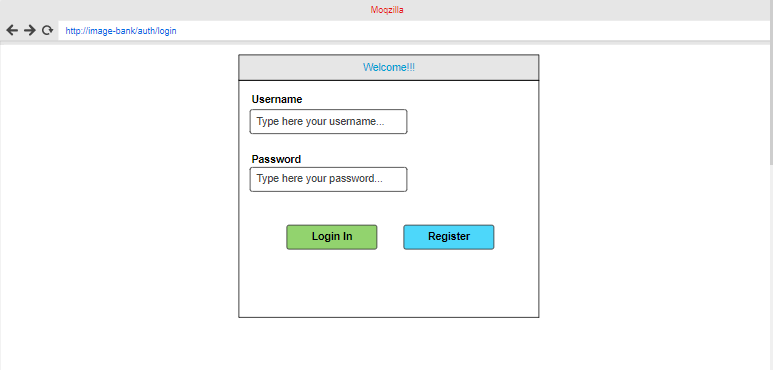 Moqzilla
http://image-bank/auth/login
Welcome!!!
Username
Type here your username...
Password
Type here your password...
Login In
Register